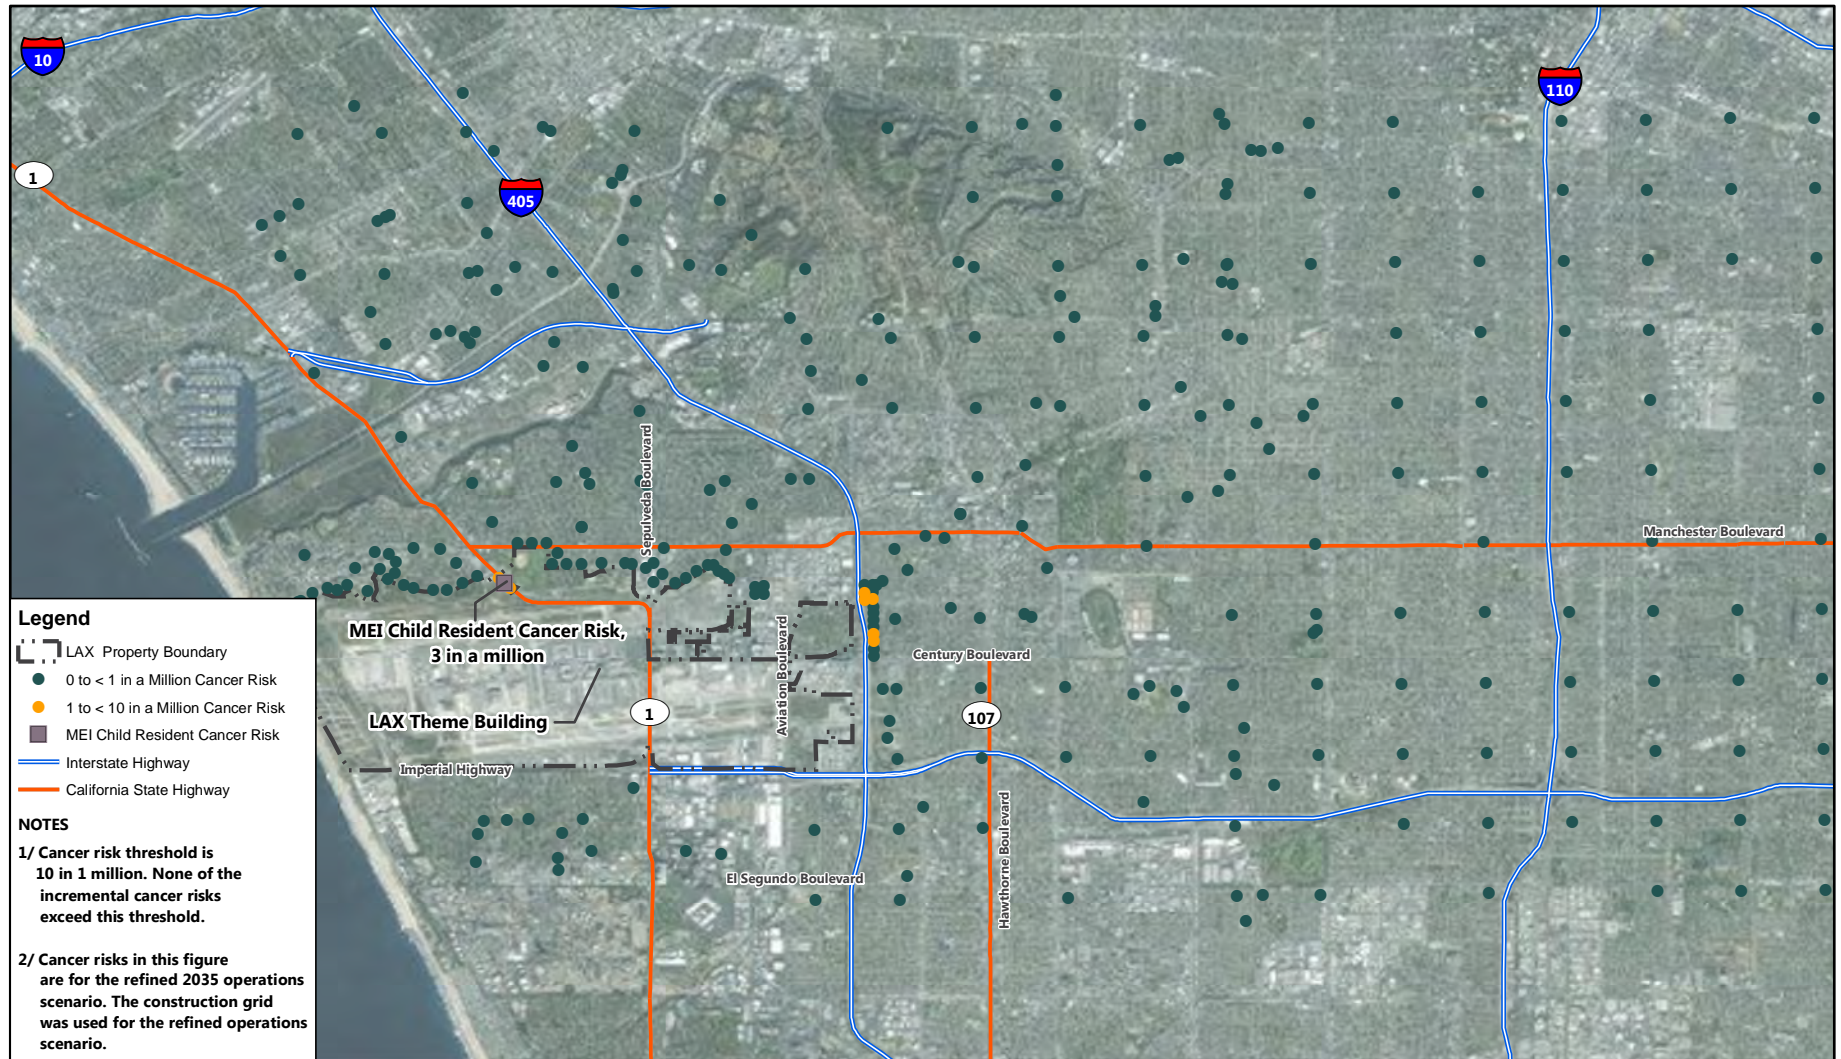 10
110
1
405
Sepulveda Boulevard
Manchester Boulevard
MEI Child Resident Cancer Risk,
3 in a million
Century Boulevard
Aviation Boulevard
LAX Theme Building
1
107
Imperial Highway
Hawthorne Boulevard
El Segundo Boulevard
Legend
LAX Property Boundary
0 to < 1 in a Million Cancer Risk
1 to < 10 in a Million Cancer Risk
MEI Child Resident Cancer Risk
Interstate Highway
California State Highway
NOTES
1/ Cancer risk threshold is
10 in 1 million. None of the
incremental cancer risks
exceed this threshold.
2/ Cancer risks in this figure
are for the refined 2035 operations
scenario. The construction grid
was used for the refined operations
scenario.